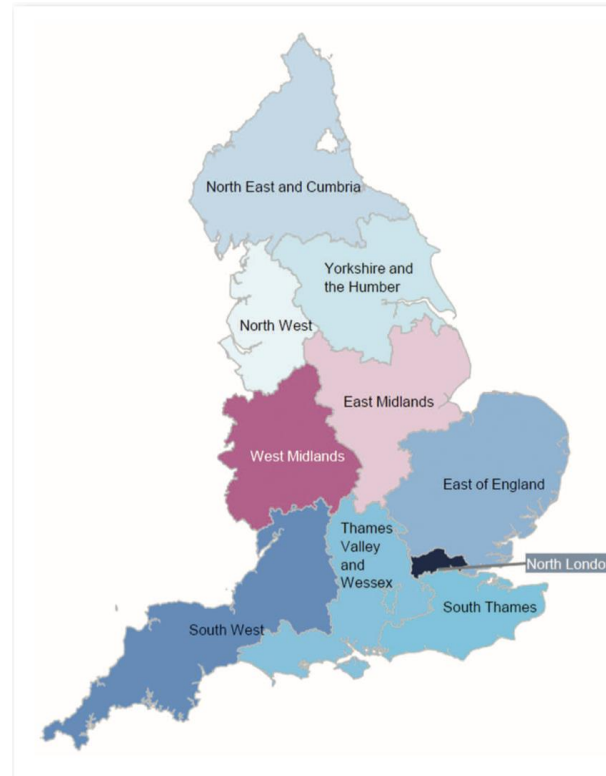 North East and Cumbria
Yorkshire and
the Humber
North West
East Midlands
West Midlands
East of England
Thames
Valley
and
Wessex
North Londo
South Thames
South West